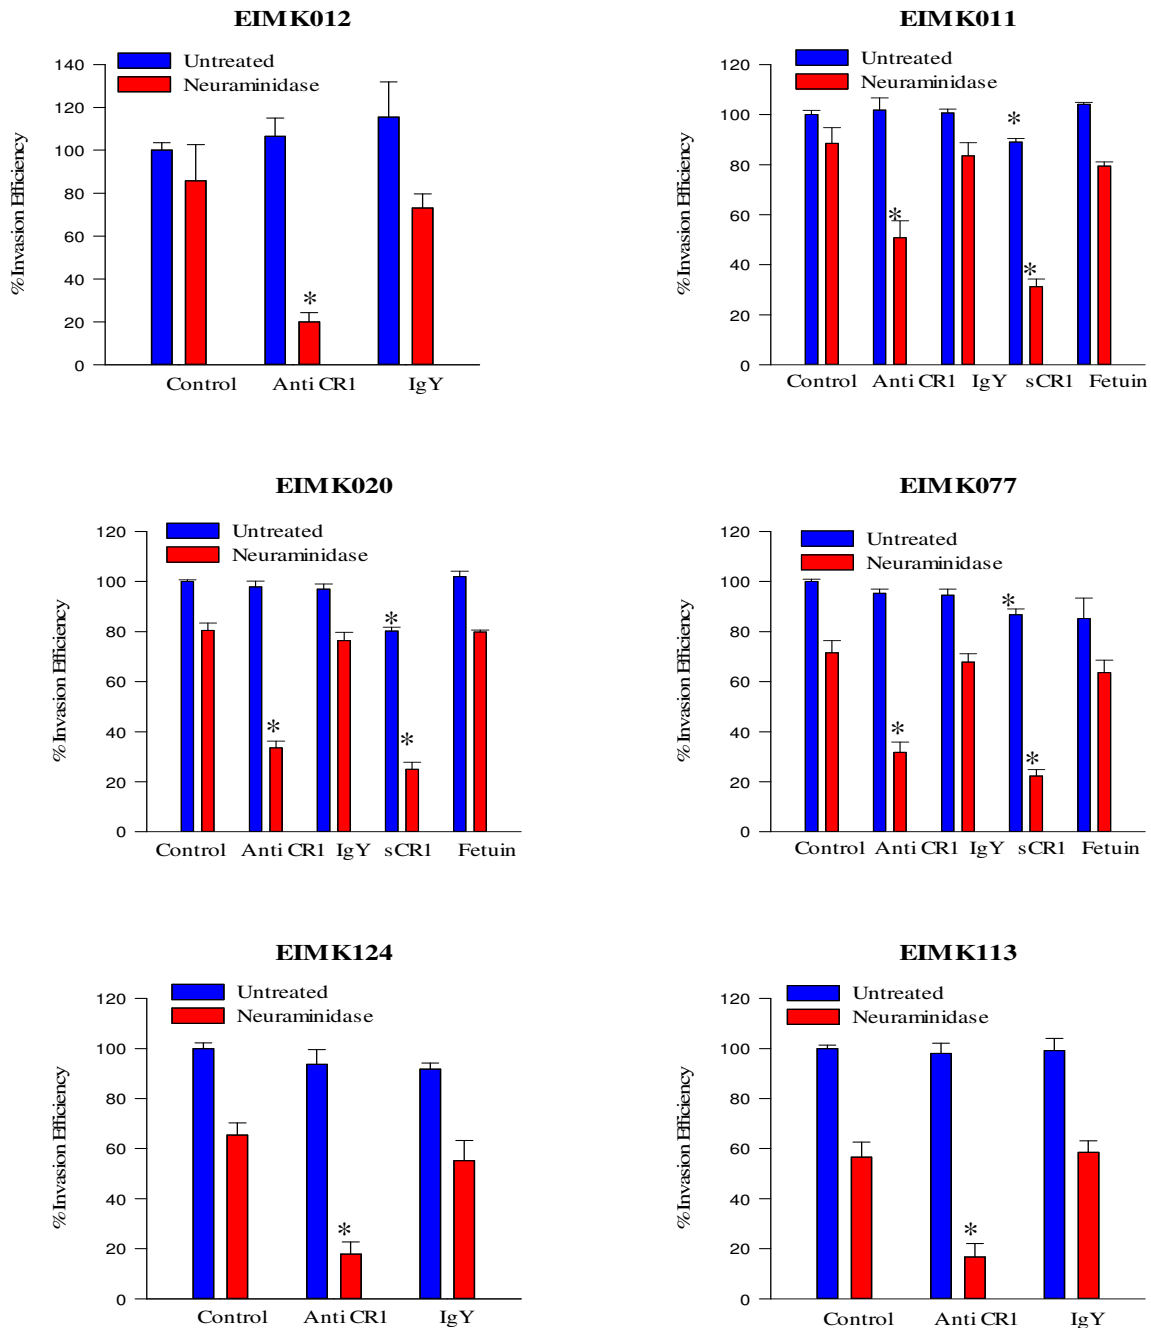 EIMK012
Untreated
Neuraminidase
% Invasion Efficiency
140
120
100
80
60
40
20
0
*
Control Anti CR1 IgY
EIMK011
Untreated
Neuraminidase
% Invasion Efficiency
120
100
80
60
40
20
0
* * *
Control Anti CR1 IgY sCR1 Fetuin
EIMK020
Untreated
Neuraminidase
% Invasion Efficiency
120
100
80
60
40
20
0
* * *
Control Anti CR1 IgY sCR1 Fetuin
EIMK077
Untreated
Neuraminidase
% Invasion Efficiency
120
100
80
60
40
20
0
* * *
Control Anti CR1 IgY sCR1 Fetuin
EIMK124
Untreated
Neuraminidase
% Invasion Efficiency
120
100
80
60
40
20
0
*
Control Anti CR1 IgY
EIMK113
Untreated
Neuraminidase
% Invasion Efficiency
120
100
80
60
40
20
0
*
Control Anti CR1 IgY